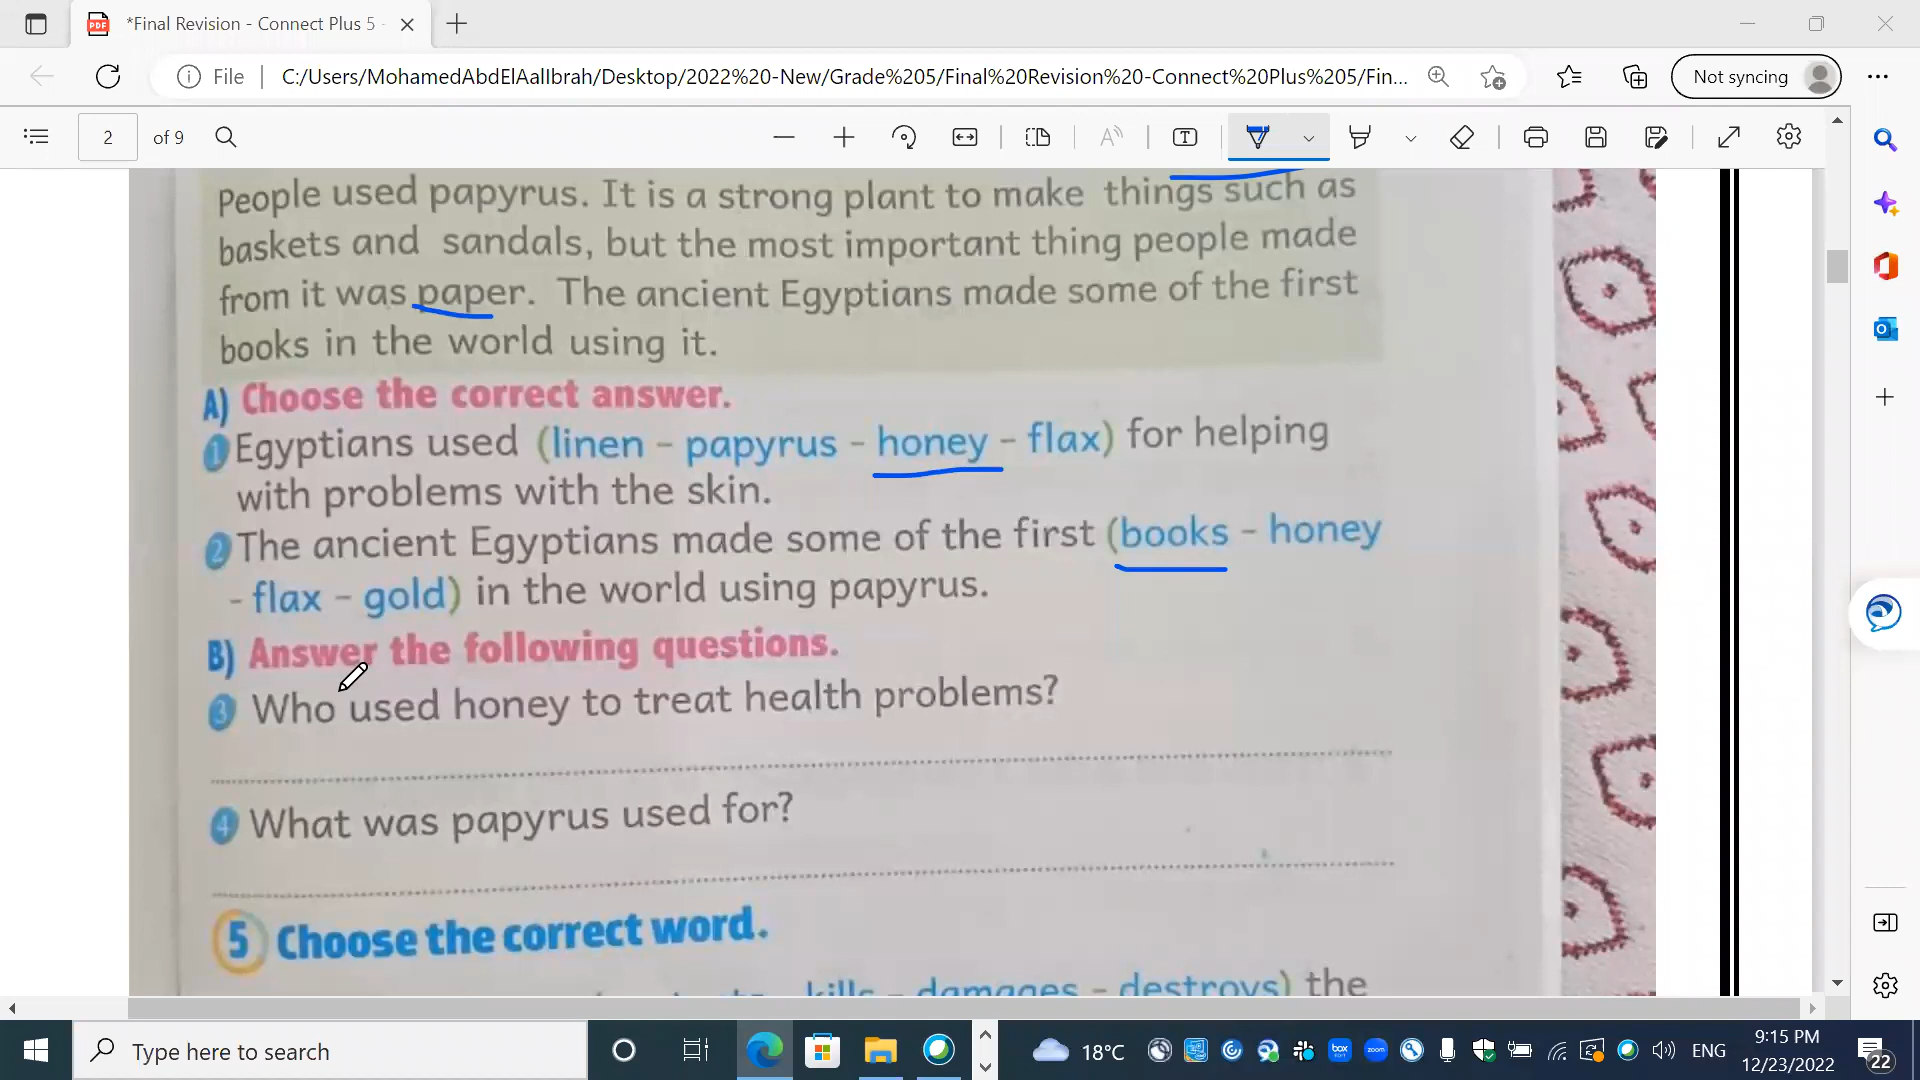 *Final Revision - Connect Plus 5 -
File
C:/Users/MohamedAbdElAalIbrah/Desktop/2022%20-New/Grade%205/Final%20Revision%20-Connect%20Plus%205/Fin...
Not syncing
2 of 9
People used papyrus. It is a strong plant to make things such as
baskets and sandals, but the most important thing people made
from it was paper. The ancient Egyptians made some of the first
books in the world using it.
A) Choose the correct answer.
1 Egyptians used (linen - papyrus - honey - flax) for helping
with problems with the skin.
2 The ancient Egyptians made some of the first (books - honey
- flax - gold) in the world using papyrus.
B) Answer the following questions.
3 Who used honey to treat health problems?
4 What was papyrus used for?
5 Choose the correct word.
kills - damages - destroys) the
Type here to search
18°C
ENG
9:15 PM
12/23/2022
22